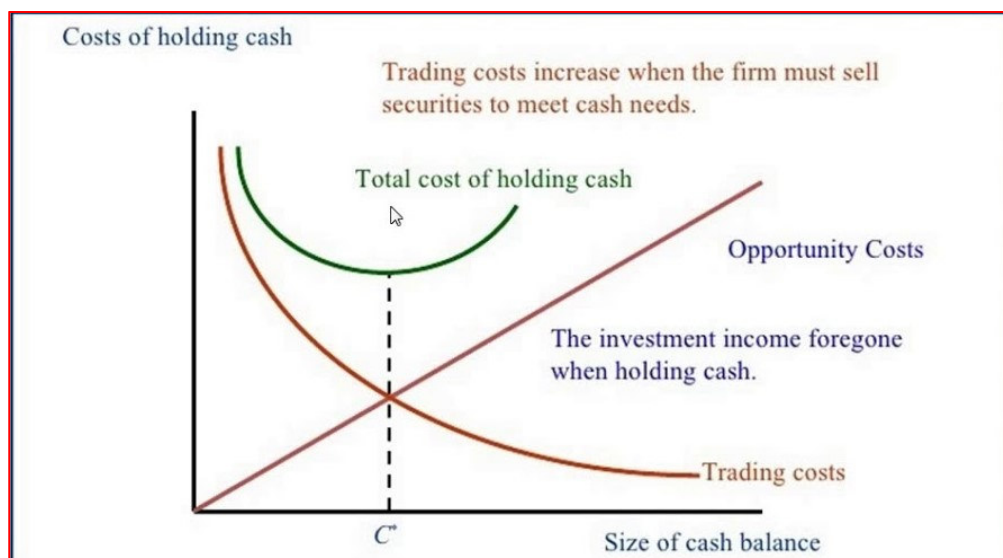 Costs of holding cash
Trading costs increase when the firm must sell
securities to meet cash needs.
Total cost of holding cash
Opportunity Costs
The investment income foregone
when holding cash.
Trading costs
C*
Size of cash balance